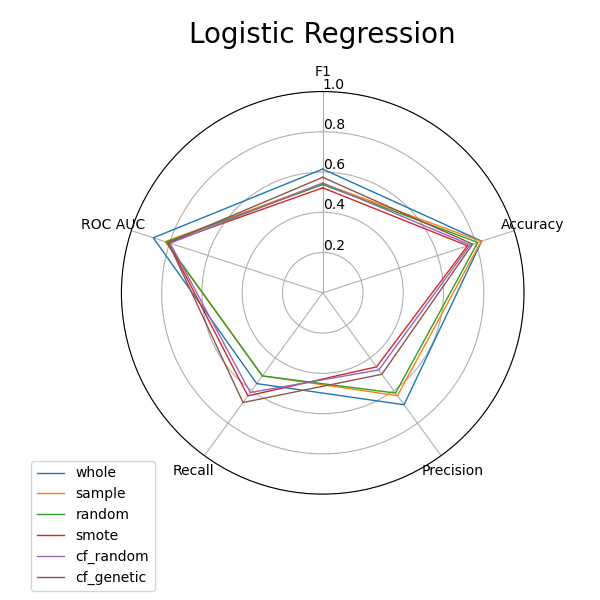 Logistic Regression
F1
1.0
0.8
0.6
0.4
0.2
ROC AUC
Accuracy
Recall
Precision
whole
sample
random
smote
cf_random
cf_genetic